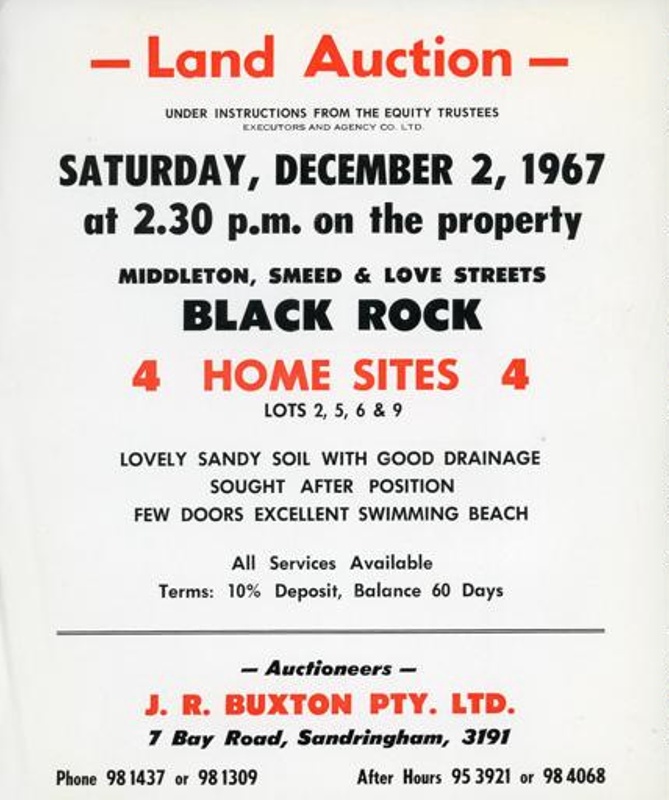 — Land Auction —
UNDER INSTRUCTIONS FROM THE EQUITY TRUSTEES
EXECUTORS AND AGENCY CO. LTD.
SATURDAY, DECEMBER 2, 1967
at 2.30 p.m. on the property
MIDDLETON, SMEED & LOVE STREETS
BLACK ROCK
4 HOME SITES 4
LOTS 2, 5, 6 & 9
LOVELY SANDY SOIL WITH GOOD DRAINAGE
SOUGHT AFTER POSITION
FEW DOORS EXCELLENT SWIMMING BEACH
All Services Available
Terms: 10% Deposit, Balance 60 Days
— Auctioneers —
J. R. BUXTON PTY. LTD.
7 Bay Road, Sandringham, 3191
Phone 98 1437 or 98 1309 After Hours 95 3921 or 98 4068